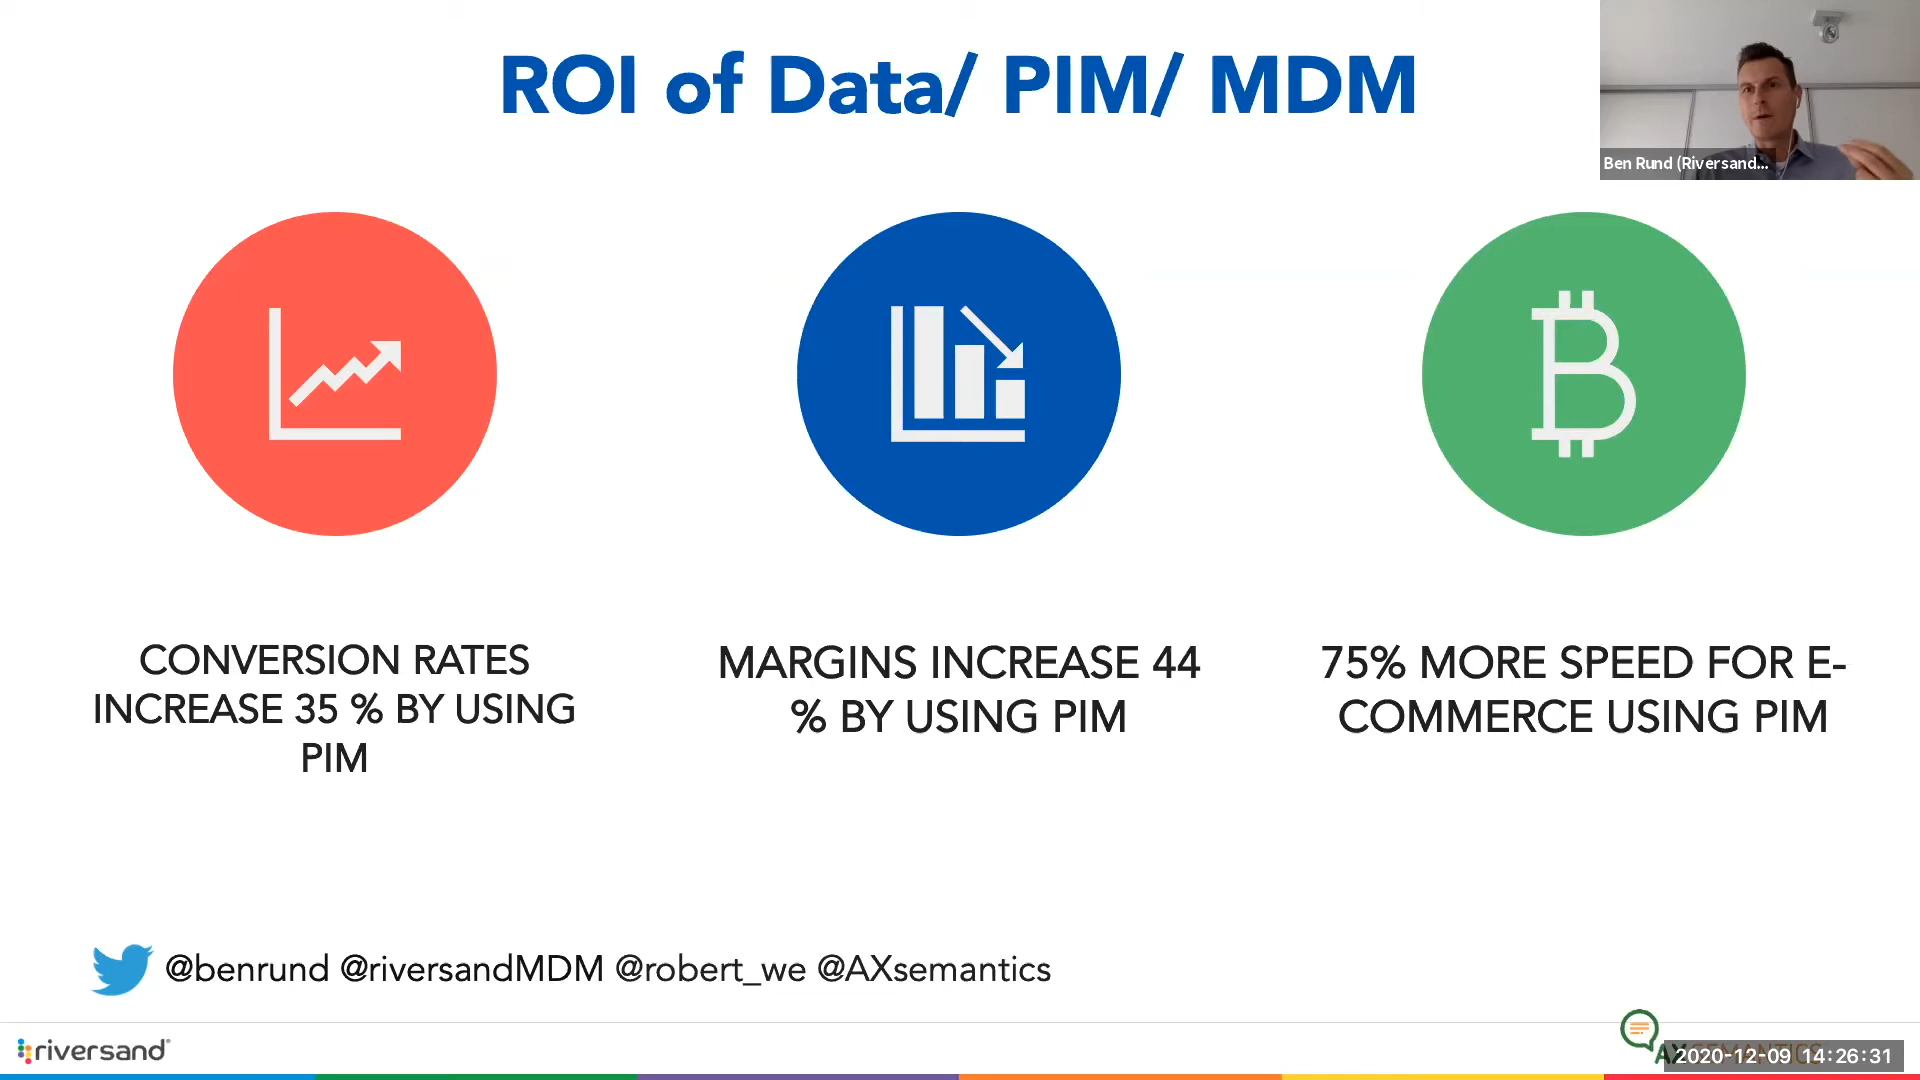 ROI of Data/ PIM/ MDM
Ben Rund (Riversand...
CONVERSION RATES
INCREASE 35 % BY USING
PIM
MARGINS INCREASE 44
% BY USING PIM
75% MORE SPEED FOR E-
COMMERCE USING PIM
@benrund @riversandMDM @robert_we @AXsemantics
riversand
2020-12-09 14:26:31